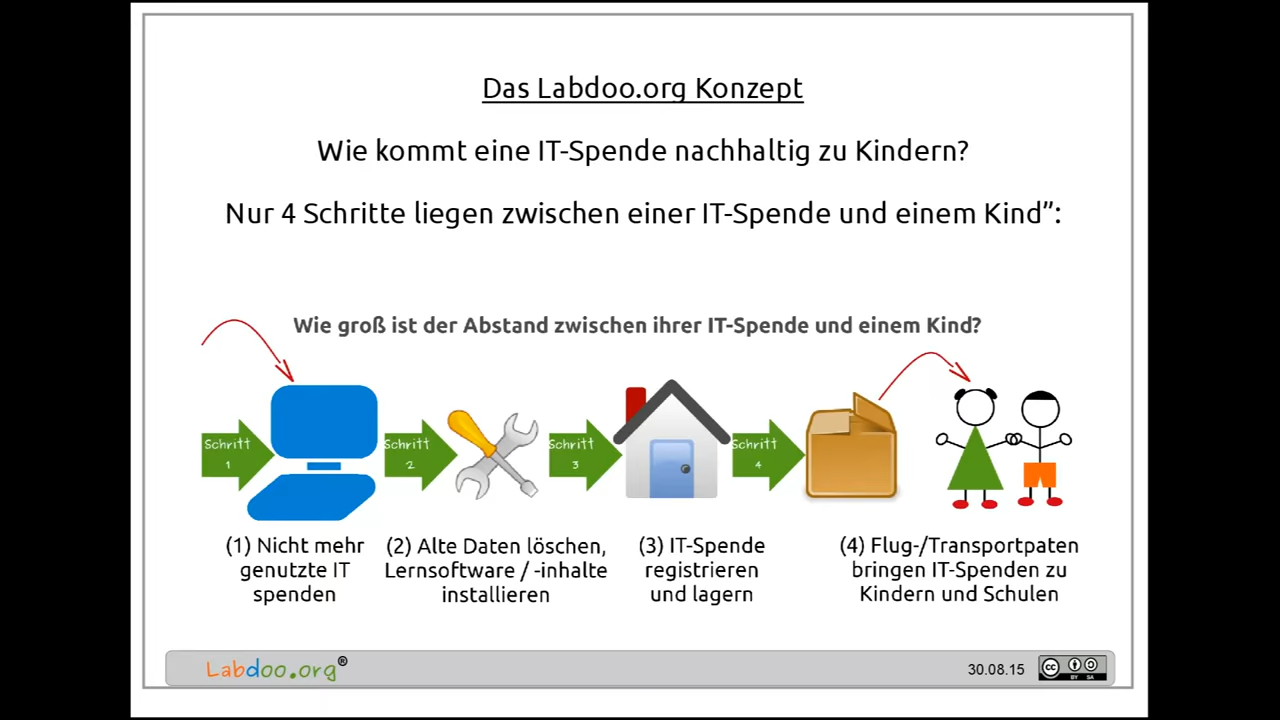 Das Labdoo.org Konzept
Wie kommt eine IT-Spende nachhaltig zu Kindern?
Nur 4 Schritte liegen zwischen einer IT-Spende und einem Kind”:
Wie groß ist der Abstand zwischen ihrer IT-Spende und einem Kind?
Schritt
1
Schritt
2
Schritt
3
Schritt
4
(1) Nicht mehr
genutzte IT
spenden
(2) Alte Daten löschen,
Lernsoftware / -inhalte
installieren
(3) IT-Spende
registrieren
und lagern
(4) Flug-/Transportpaten
bringen IT-Spenden zu
Kindern und Schulen
Labdoo.org®
30.08.15
cc
BY SA